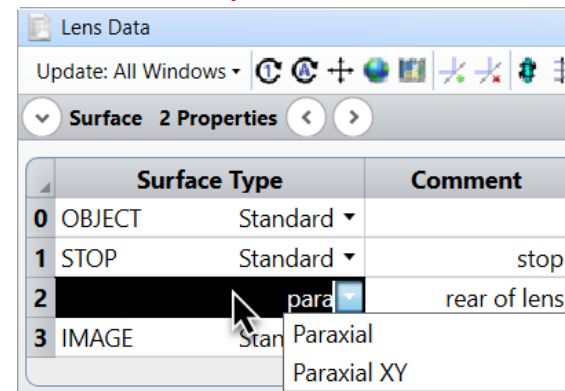 Lens Data
Update: All Windows
Surface 2 Properties
Surface Type Comment
0 OBJECT Standard
1 STOP Standard stop
2 para rear of lens
3 IMAGE Stan
Paraxial
Paraxial XY